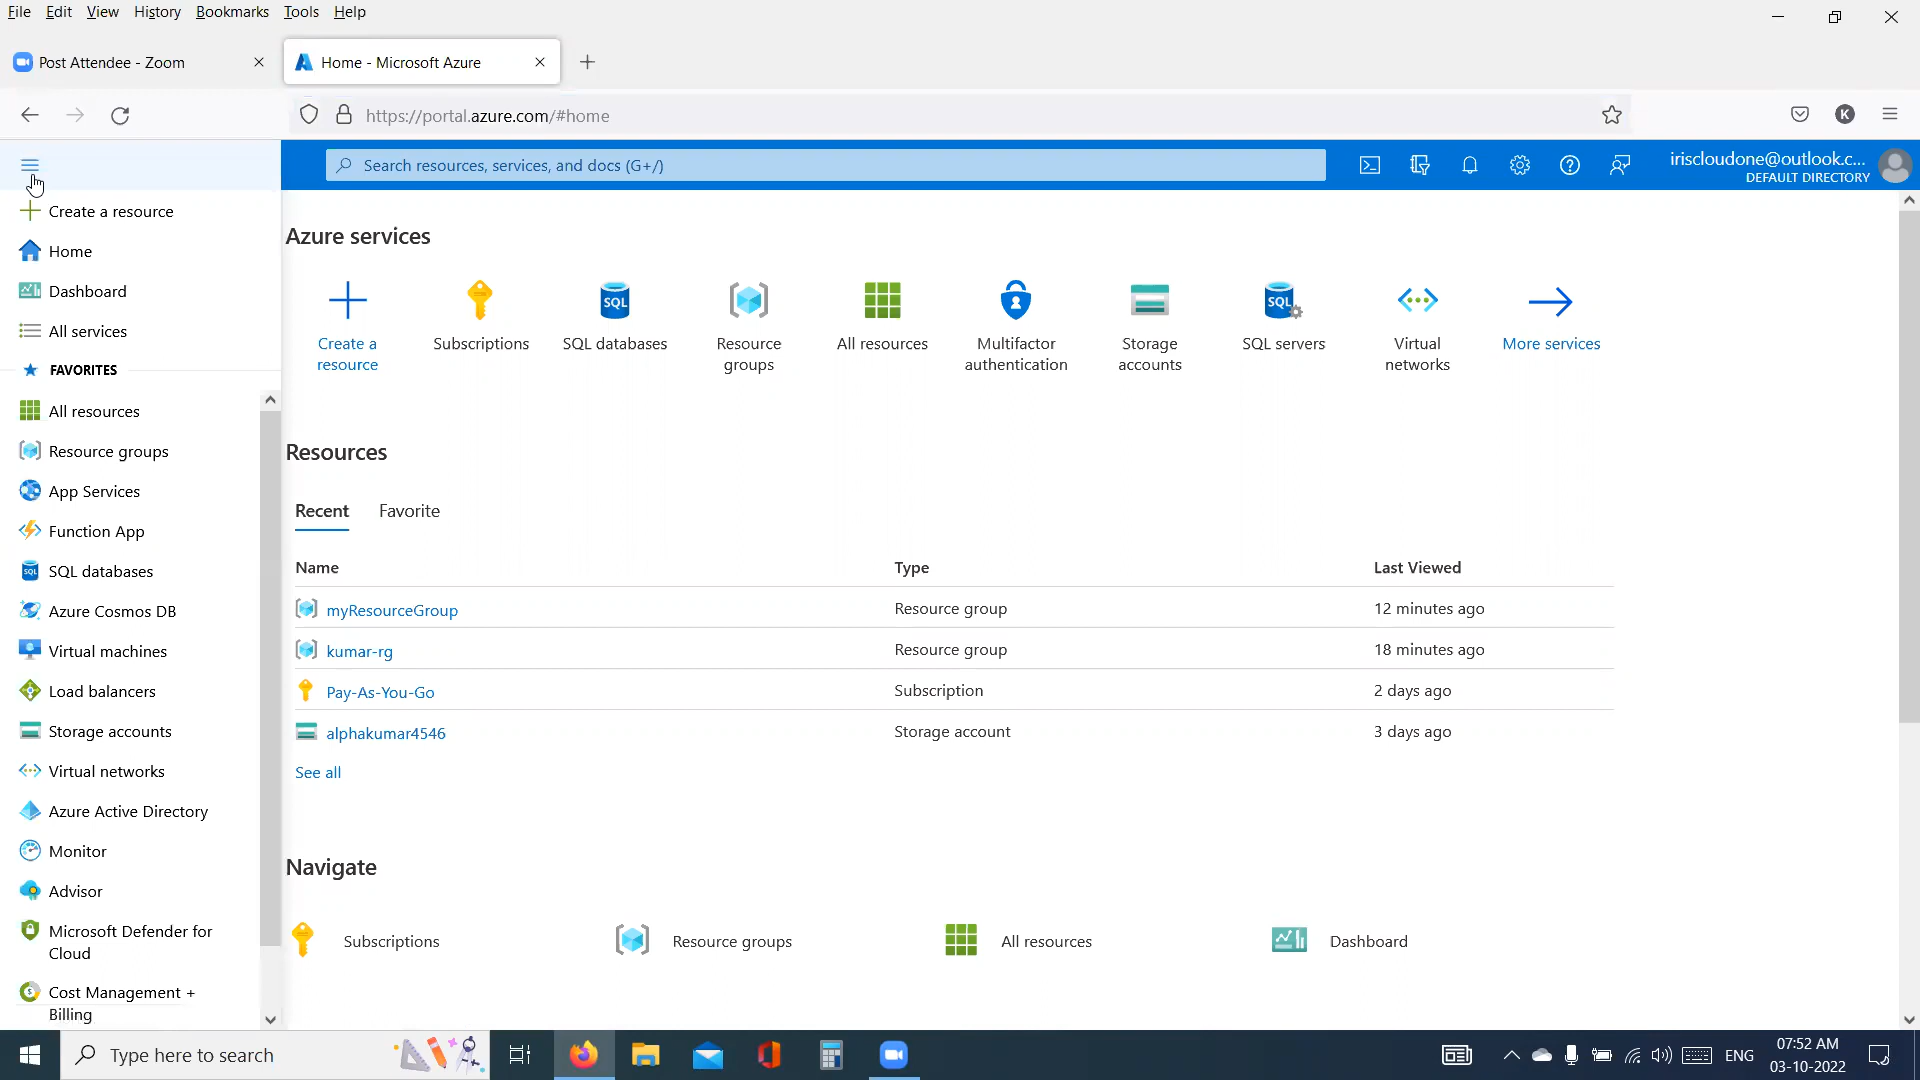 File Edit View History Bookmarks Tools Help
Post Attendee - Zoom
Home - Microsoft Azure
https://portal.azure.com/#home
K
Search resources, services, and docs (G+/)
iriscloudone@outlook.c...
DEFAULT DIRECTORY
Create a resource
Home
Dashboard
All services
FAVORITES
All resources
Resource groups
App Services
Function App
SQL databases
Azure Cosmos DB
Virtual machines
Load balancers
Storage accounts
Virtual networks
Azure Active Directory
Monitor
Advisor
Microsoft Defender for
Cloud
Cost Management +
Billing
Azure services
Create a
resource
Subscriptions
SQL
SQL databases
Resource
groups
All resources
Multifactor
authentication
Storage
accounts
SQL
SQL servers
Virtual
networks
More services
Resources
Recent Favorite
Name Type Last Viewed
myResourceGroup Resource group 12 minutes ago
kumar-rg Resource group 18 minutes ago
Pay-As-You-Go Subscription 2 days ago
alphakumar4546 Storage account 3 days ago
See all
Navigate
Subscriptions Resource groups All resources Dashboard
Type here to search
ENG
07:52 AM
03-10-2022